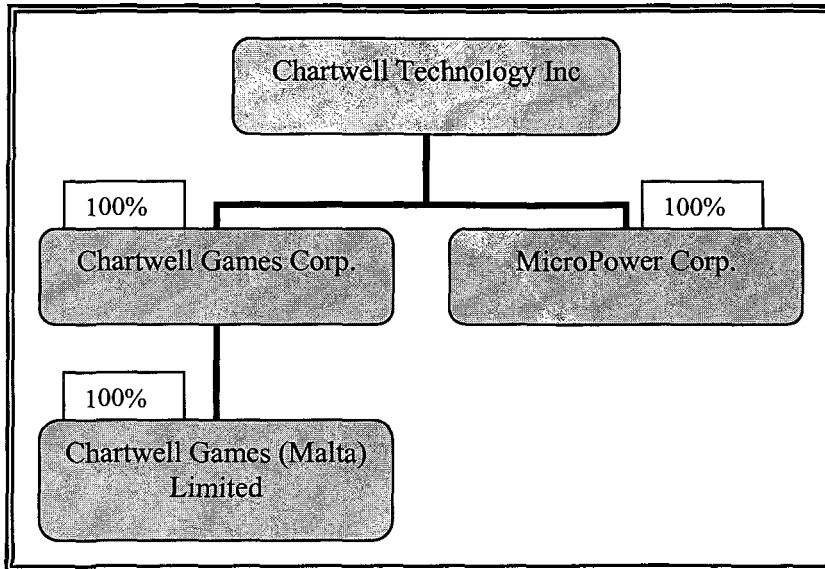 Chartwell Technology Inc
100%
100%
Chartwell Games Corp.
MicroPower Corp.
100%
Chartwell Games (Malta)
Limited